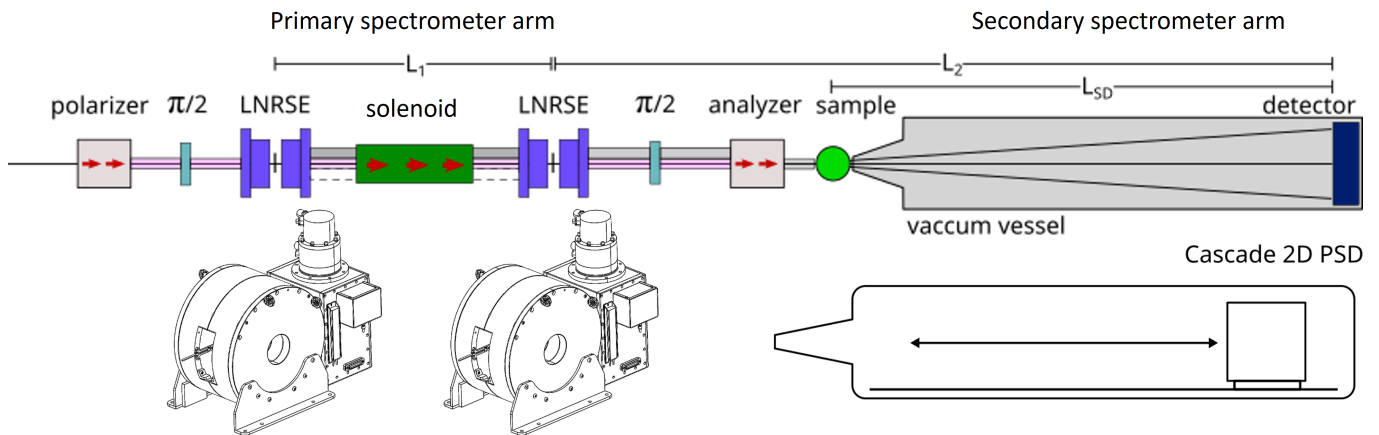 Primary spectrometer arm
Secondary spectrometer arm
L₁
L₂
L_SD
polarizer
π/2
LNRSE
solenoid
LNRSE
π/2
analyzer
sample
detector
vaccum vessel
Cascade 2D PSD